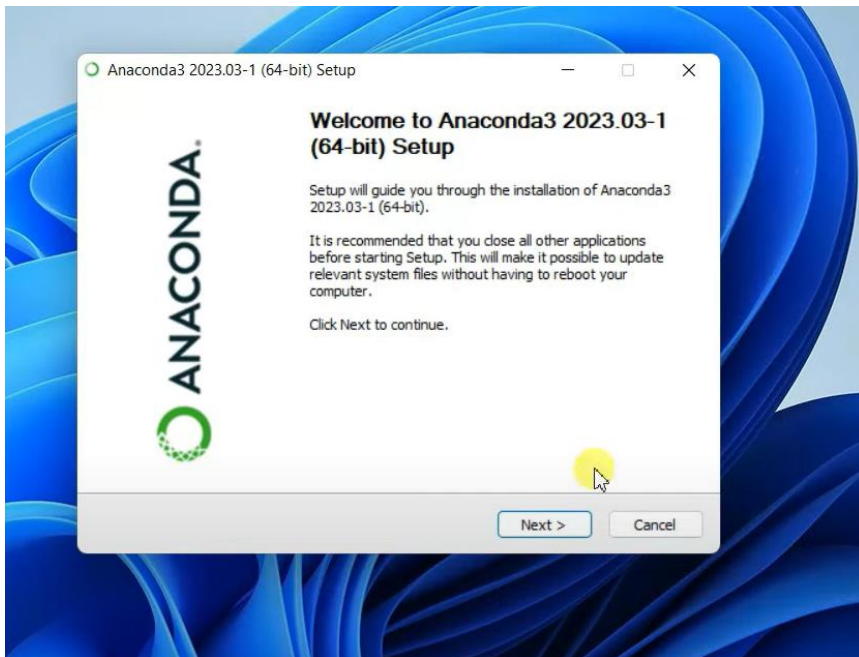 Anaconda3 2023.03-1 (64-bit) Setup
ANACONDA.
Welcome to Anaconda3 2023.03-1
(64-bit) Setup
Setup will guide you through the installation of Anaconda3
2023.03-1 (64-bit).
It is recommended that you close all other applications
before starting Setup. This will make it possible to update
relevant system files without having to reboot your
computer.
Click Next to continue.
Next >
Cancel